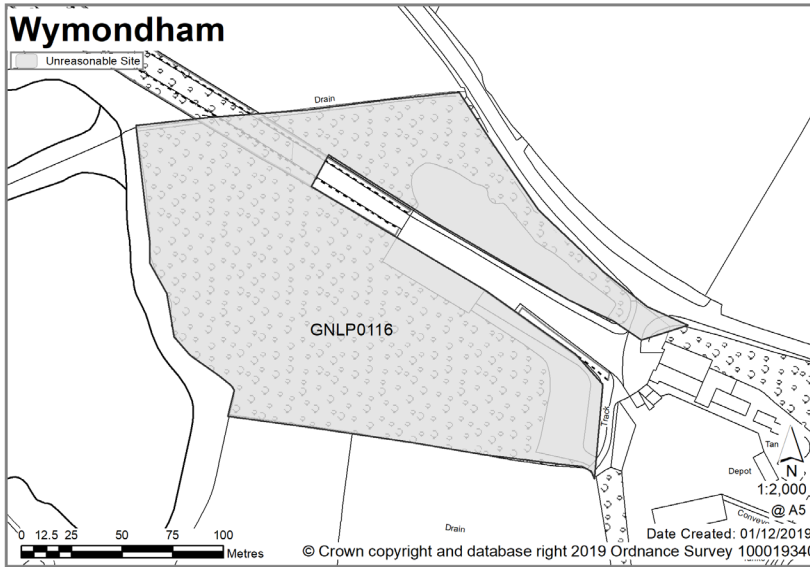 Wymondham
Unreasonable Site
Drain
GNLP0116
Track
Tan
Depot
N
1:2,000
@ A5
Drain
0 12.5 25 50 75 100
Metres
Date Created: 01/12/2019
© Crown copyright and database right 2019 Ordnance Survey 100019340